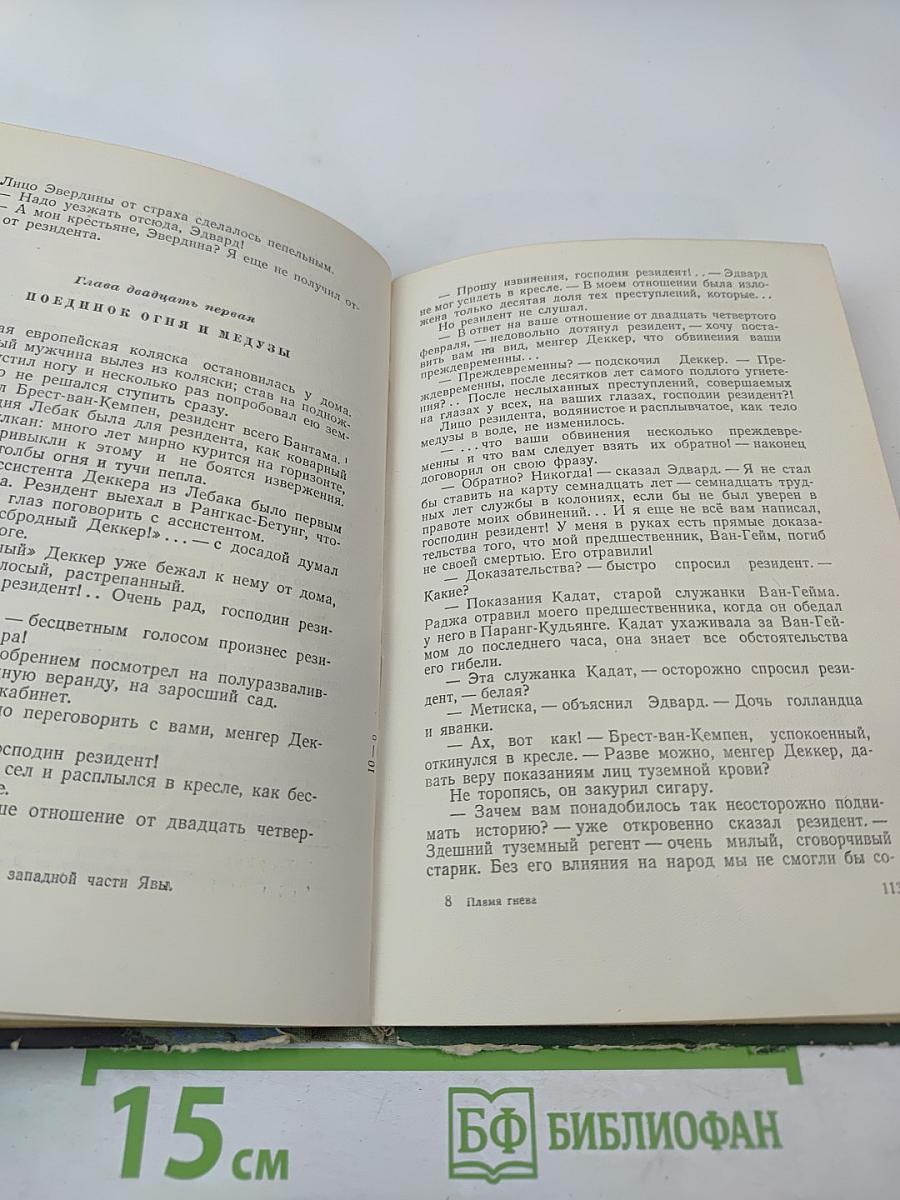 Лицо Эвердины от страха сделалось пепельным.
— Надо уезжать отсюда, Эдвард!
— А мои крестьяне, Эвердина? Я еще не получил от-
от резидента.
Глава двадцать первая
ПОЕДИНОК ОГНЯ И МЕДУЗЫ
ая европейская коляска остановилась у дома.
ый мужчина вылез из коляски; став на поднож-
устил ногу и несколько раз попробовал ею зем-
о не решался ступить сразу.
л Брест-ван-Кемпен, резидент всего Бантама.
ция Лебак была для резидента, как коварный
лкан: много лет мирно курится на горизонте,
ривыкли к этому и не боятся извержения.
толбы огня и тучи пепла.
ссистента Деккера из Лебака было первым
а. Резидент выехал в Рангкас-Бетунг, что-
глаз поговорить с ассистентом.
сбродный Деккер!»... — с досадой думал
оге.
ный» Деккер уже бежал к нему от дома,
олосый, растрепанный.
резидент!.. Очень рад, господин рези-
— бесцветным голосом произнес рези-
ра!
обрением посмотрел на полуразвалив-
нную веранду, на заросший сад.
кабинет.
но переговорить с вами, менгер Дек-
осподин резидент!
сел и расплылся в кресле, как бес-
е.
ше отношение от двадцать четвер-
западной части Явы.
10—6
— Прошу извинения, господин резидент!.. — Эдвард
не мог усидеть в кресле. — В моем отношении была изло-
жена только десятая доля тех преступлений, которые...
Но резидент не слушал.
— В ответ на ваше отношение от двадцать четвертого
февраля, — недовольно дотянул резидент, — хочу поста-
вить вам на вид, менгер Деккер, что обвинения ваши
преждевременны...
— Преждевременны? — подскочил Деккер. — Пре-
ждевременны, после десятков лет самого подлого угнете-
ния?.. После неслыханных преступлений, совершаемых
на глазах у всех, на ваших глазах, господин резидент?!
Лицо резидента, водянистое и расплывчатое, как тело
медузы в воде, не изменилось.
— ...что ваши обвинения несколько преждевре-
менны и что вам следует взять их обратно! — наконец
договорил он свою фразу.
— Обратно? Никогда! — сказал Эдвард. — Я не стал
бы ставить на карту семнадцать лет — семнадцать труд-
ных лет службы в колониях, если бы не был уверен в
правоте моих обвинений... И я еще не всё вам написал,
господин резидент! У меня в руках есть прямые доказа-
тельства того, что мой предшественник, Ван-Гейм, погиб
не своей смертью. Его отравили!
— Доказательства? — быстро спросил резидент. —
Какие?
— Показания Кадат, старой служанки Ван-Гейма.
Раджа отравил моего предшественника, когда он обедал
у него в Паранг-Кудьянге. Кадат ухаживала за Ван-Гей-
мом до последнего часа, она знает все обстоятельства
его гибели.
— Эта служанка Кадат, — осторожно спросил рези-
дент, — белая?
— Метиска, — объяснил Эдвард. — Дочь голландца
и яванки.
— Ах, вот как! — Брест-ван-Кемпен, успокоенный,
откинулся в кресле. — Разве можно, менгер Деккер, да-
вать веру показаниям лиц туземной крови?
Не торопясь, он закурил сигару.
— Зачем вам понадобилось так неосторожно подни-
мать историю? — уже откровенно сказал резидент. —
Здешний туземный регент — очень милый, сговорчивый
старик. Без его влияния на народ мы не смогли бы со-
8 Пламя гнева
113
15 см
БФ БИБЛИОФАН